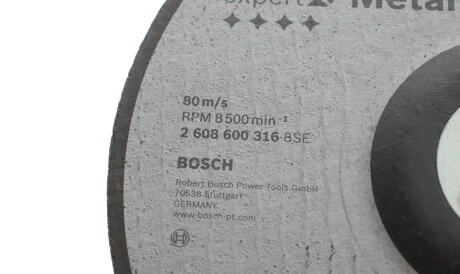 expert
Metal
80 m/s
RPM 8500 min⁻¹
2 608 600 316-8SE
BOSCH
Robert Bosch Power Tools GmbH
70538 Stuttgart
GERMANY
www.bosch-pt.com